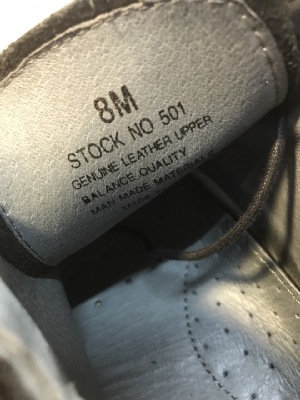 8M
STOCK NO 501
GENUINE LEATHER UPPER
BALANCE QUALITY
MAN MADE MATERIALS